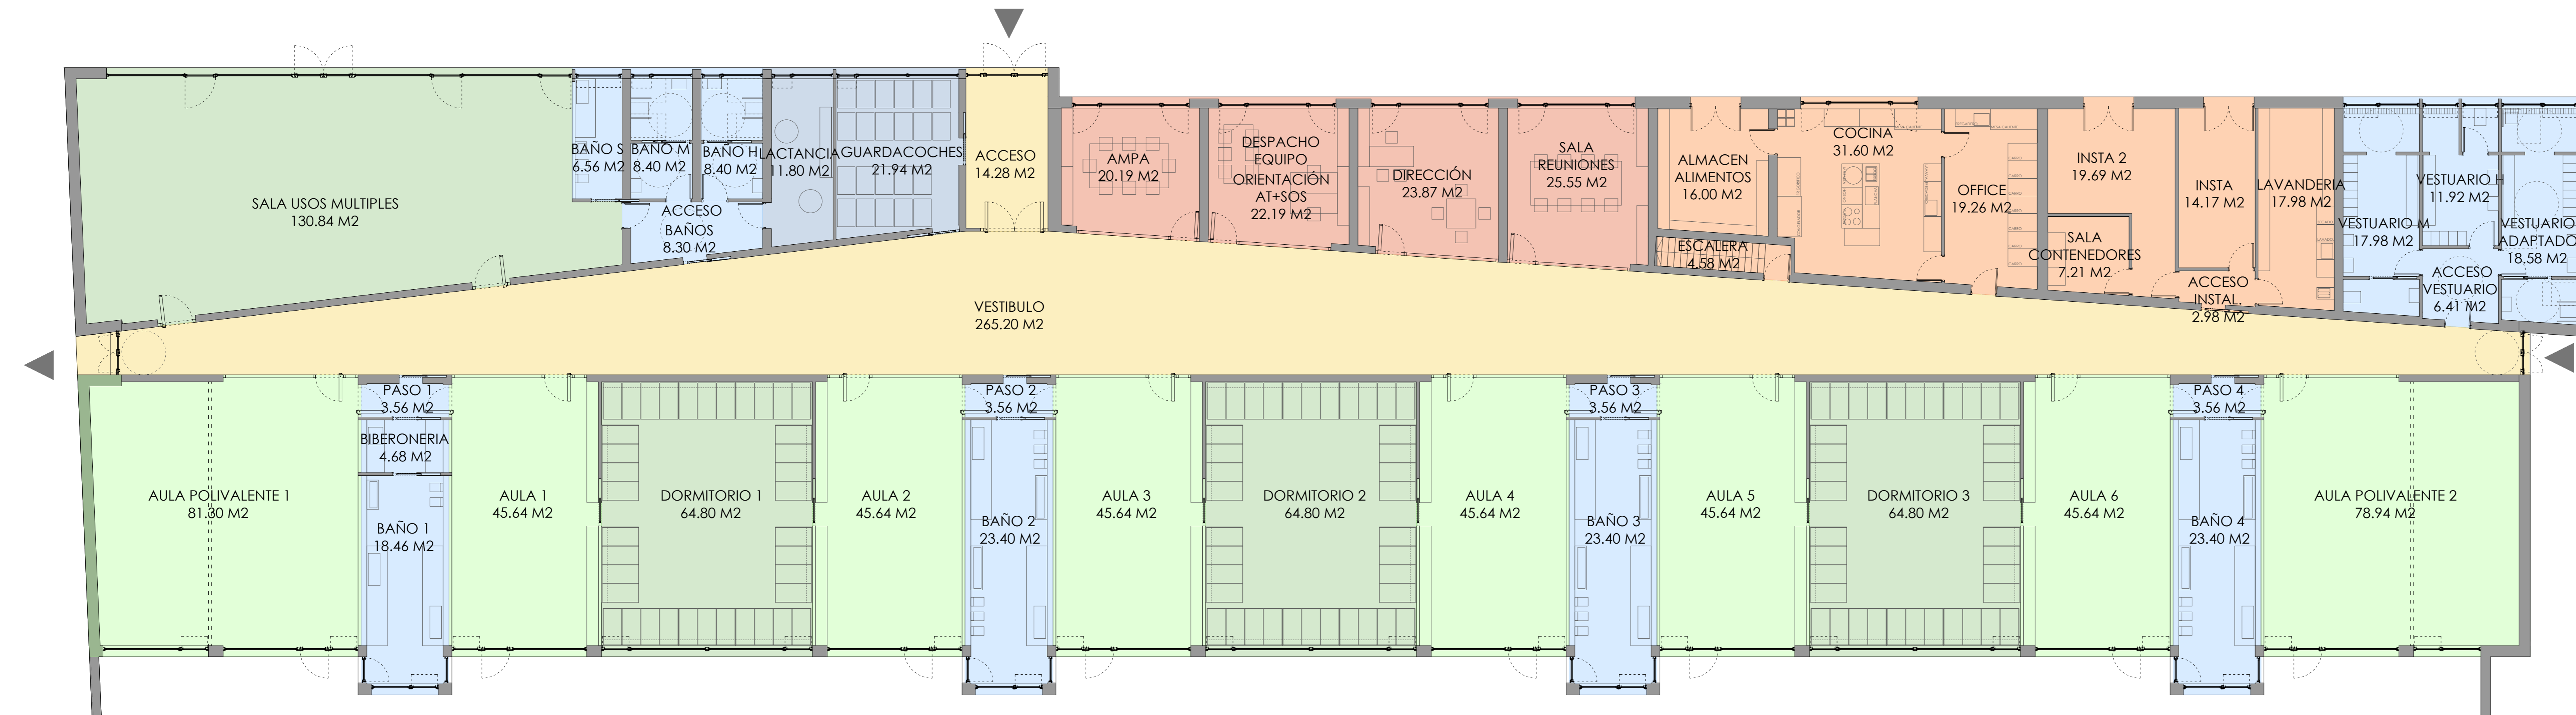 SALA USOS MULTIPLES
130.84 M2
BAÑO S
6.56 M2
BAÑO M
8.40 M2
BAÑO H
8.40 M2
ACCESO
BAÑOS
8.30 M2
LACTANCIA
11.80 M2
GUARDACOCHES
21.94 M2
ACCESO
14.28 M2
AMPA
20.19 M2
DESPACHO
EQUIPO
ORIENTACIÓN
AT+SOS
22.19 M2
DIRECCIÓN
23.87 M2
SALA
REUNIONES
25.55 M2
ALMACEN
ALIMENTOS
16.00 M2
ESCALERA
4.58 M2
COCINA
31.60 M2
OFFICE
19.26 M2
INSTA 2
19.69 M2
SALA
CONTENEDORES
7.21 M2
INSTA
14.17 M2
ACCESO
INSTAL.
2.98 M2
LAVANDERIA
17.98 M2
VESTUARIO M
17.98 M2
VESTUARIO H
11.92 M2
ACCESO
VESTUARIO
6.41 M2
VESTUARIO
ADAPTADO
18.58 M2
VESTIBULO
265.20 M2
AULA POLIVALENTE 1
81.30 M2
PASO 1
3.56 M2
BIBERONERIA
4.68 M2
BAÑO 1
18.46 M2
AULA 1
45.64 M2
DORMITORIO 1
64.80 M2
AULA 2
45.64 M2
PASO 2
3.56 M2
BAÑO 2
23.40 M2
AULA 3
45.64 M2
DORMITORIO 2
64.80 M2
AULA 4
45.64 M2
PASO 3
3.56 M2
BAÑO 3
23.40 M2
AULA 5
45.64 M2
DORMITORIO 3
64.80 M2
AULA 6
45.64 M2
PASO 4
3.56 M2
BAÑO 4
23.40 M2
AULA POLIVALENTE 2
78.94 M2